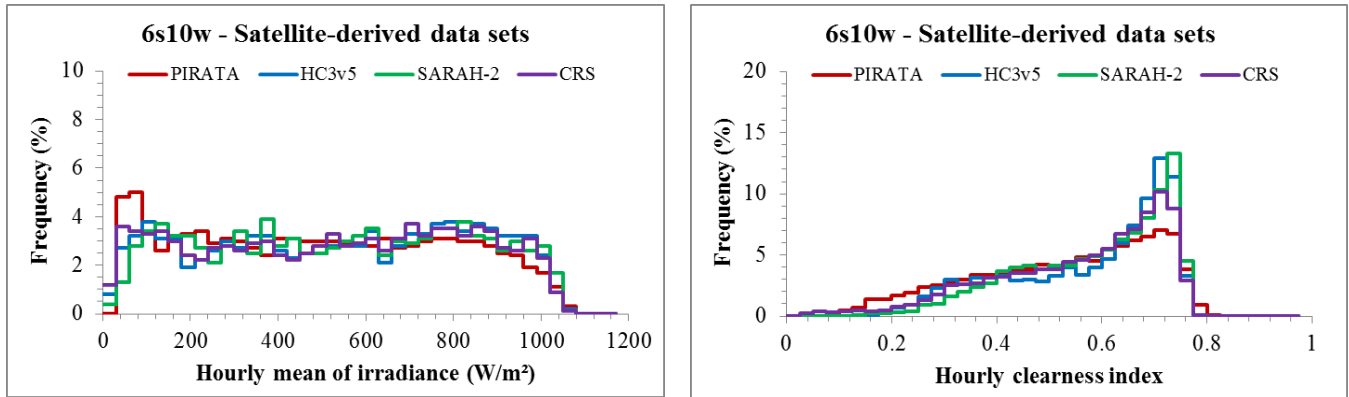 6s10w - Satellite-derived data sets
PIRATA HC3v5 SARAH-2 CRS
10
8
6
4
2
0
Frequency (%)
0 200 400 600 800 1000 1200
Hourly mean of irradiance (W/m²)
6s10w - Satellite-derived data sets
PIRATA HC3v5 SARAH-2 CRS
20
15
10
5
0
Frequency (%)
0 0.2 0.4 0.6 0.8 1
Hourly clearness index